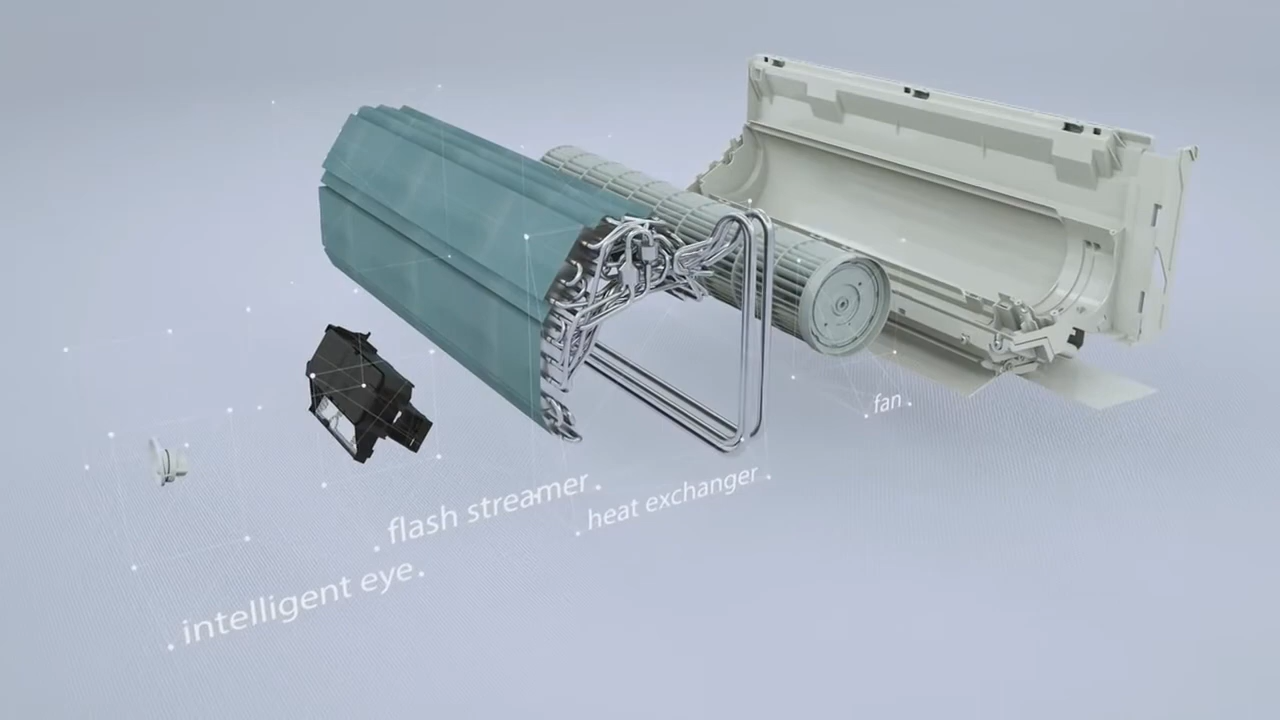 fan
heat exchanger
flash streamer
intelligent eye